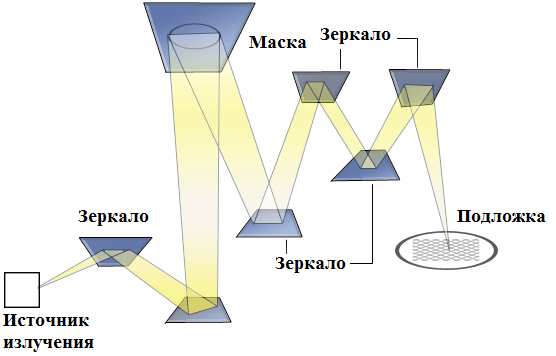 Маска
Зеркало
Зеркало
Подложка
Зеркало
Источник
излучения